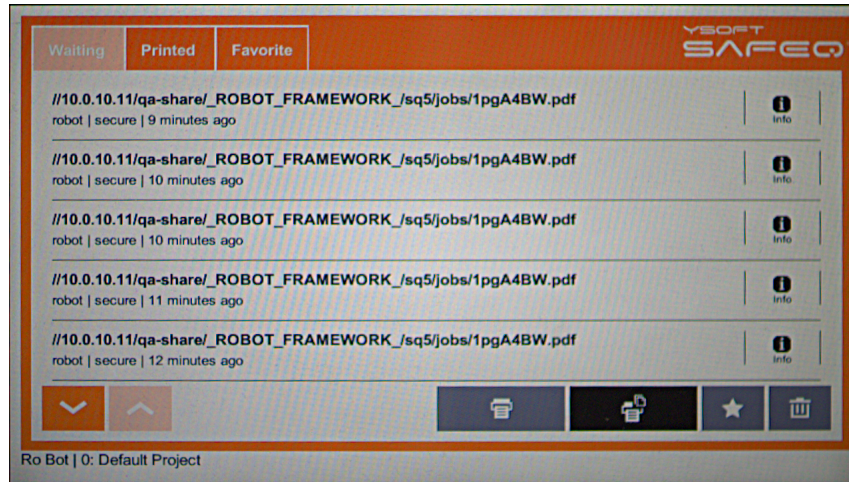 Waiting
Printed
Favorite
YSOFT
SAFEQ
//10.0.10.11/qa-share/_ROBOT_FRAMEWORK_/sq5/jobs/1pgA4BW.pdf
robot | secure | 9 minutes ago
Info
//10.0.10.11/qa-share/_ROBOT_FRAMEWORK_/sq5/jobs/1pgA4BW.pdf
robot | secure | 10 minutes ago
Info
//10.0.10.11/qa-share/_ROBOT_FRAMEWORK_/sq5/jobs/1pgA4BW.pdf
robot | secure | 10 minutes ago
Info
//10.0.10.11/qa-share/_ROBOT_FRAMEWORK_/sq5/jobs/1pgA4BW.pdf
robot | secure | 11 minutes ago
Info
//10.0.10.11/qa-share/_ROBOT_FRAMEWORK_/sq5/jobs/1pgA4BW.pdf
robot | secure | 12 minutes ago
Info
Ro Bot | 0: Default Project